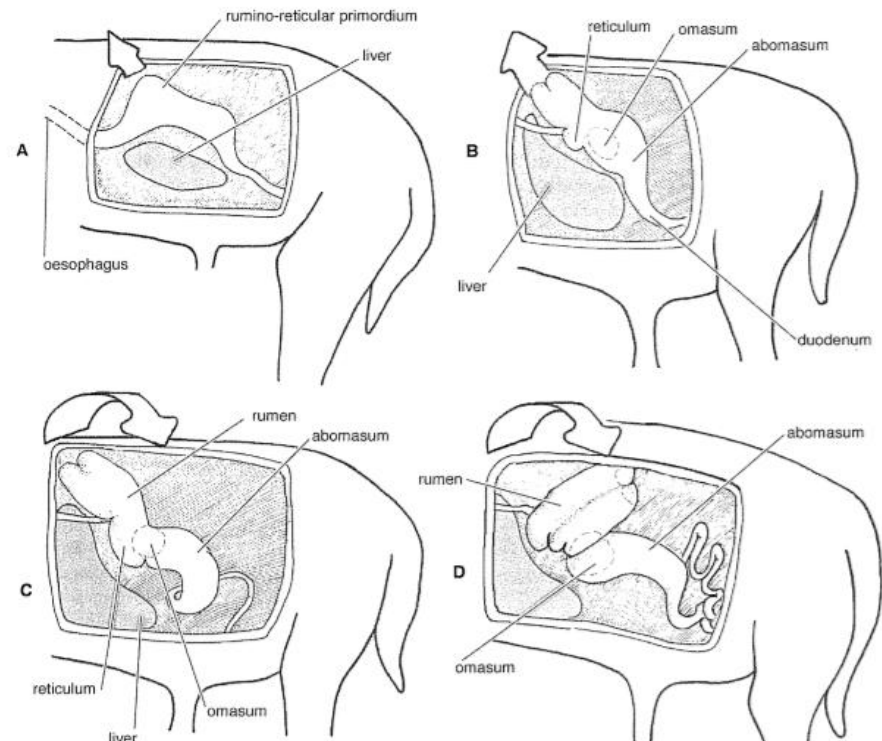 rumino-reticular primordium
liver
A
oesophagus
reticulum
omasum
abomasum
B
liver
duodenum
rumen
abomasum
C
reticulum
omasum
liver
abomasum
rumen
D
omasum